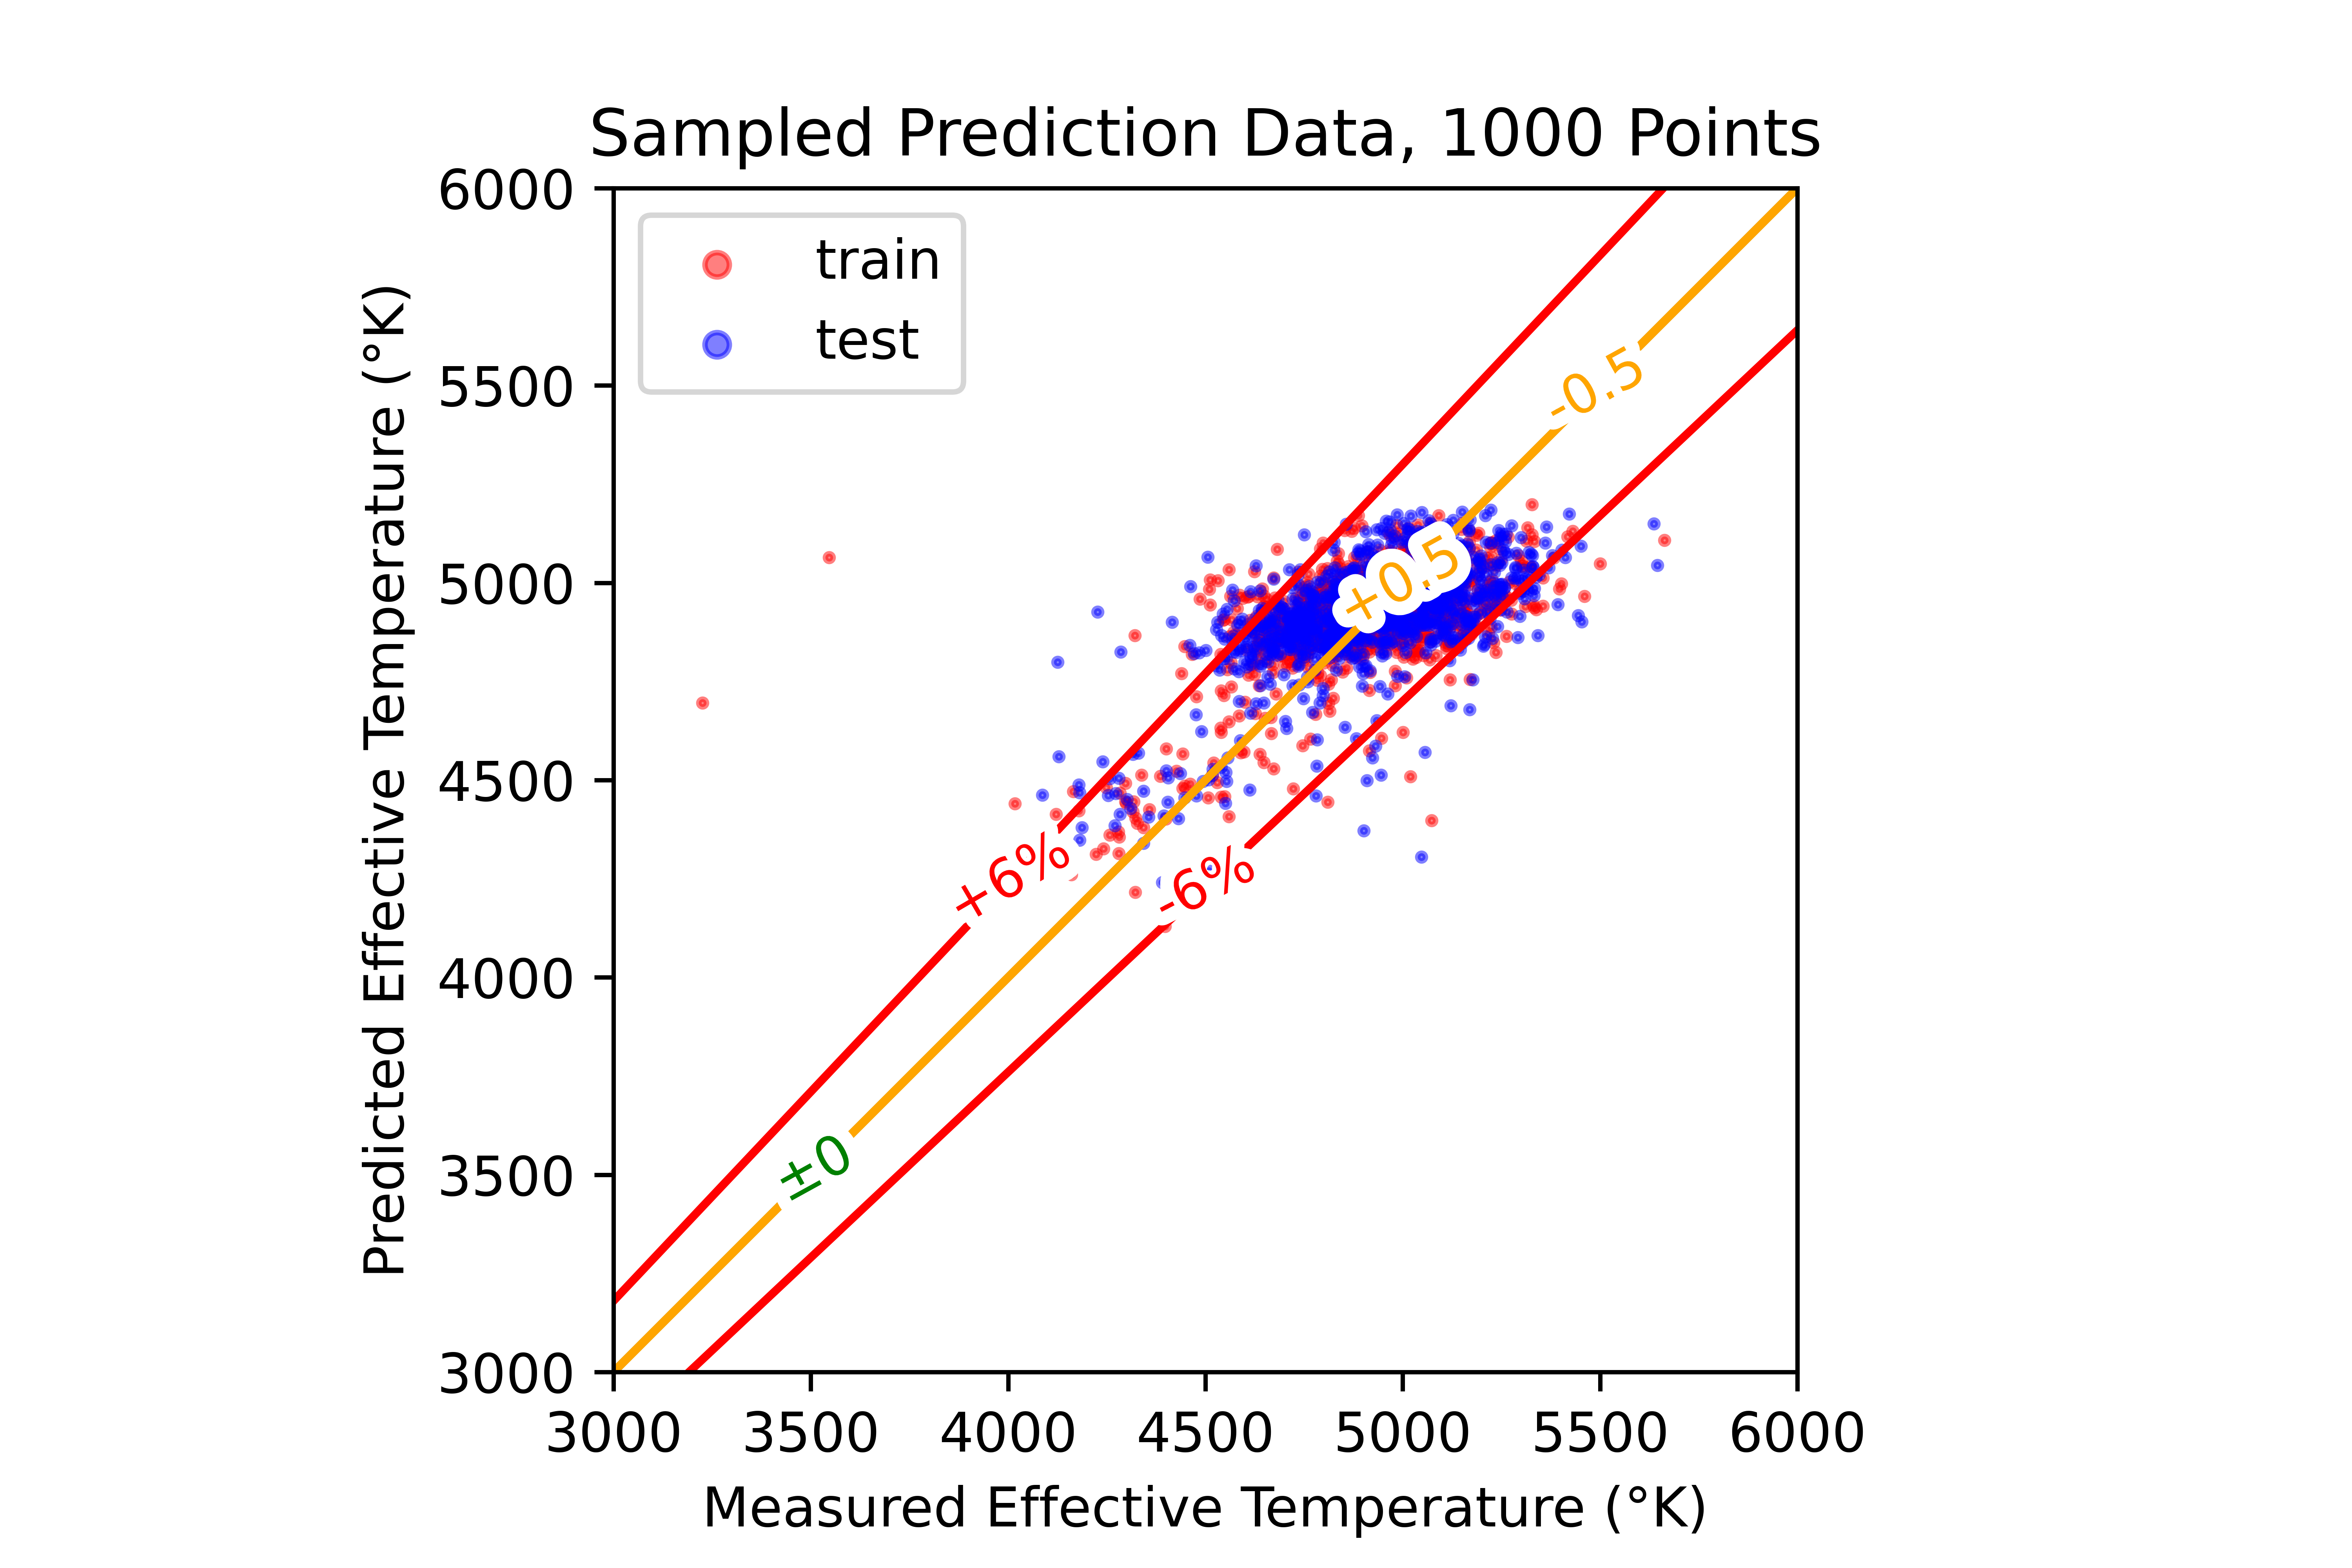 Sampled Prediction Data, 1000 Points
6000
5500
5000
4500
4000
3500
3000
Predicted Effective Temperature (°K)
train
test
-0.5
+0.5
+6%
-6%
±0
3000 3500 4000 4500 5000 5500 6000
Measured Effective Temperature (°K)